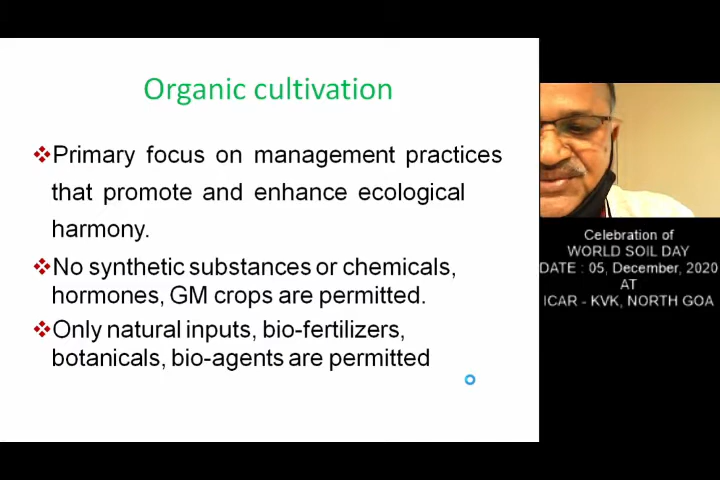 Organic cultivation
❖Primary focus on management practices
that promote and enhance ecological
harmony.
❖No synthetic substances or chemicals,
hormones, GM crops are permitted.
❖Only natural inputs, bio-fertilizers,
botanicals, bio-agents are permitted
Celebration of
WORLD SOIL DAY
DATE : 05, December, 2020
AT
ICAR - KVK, NORTH GOA